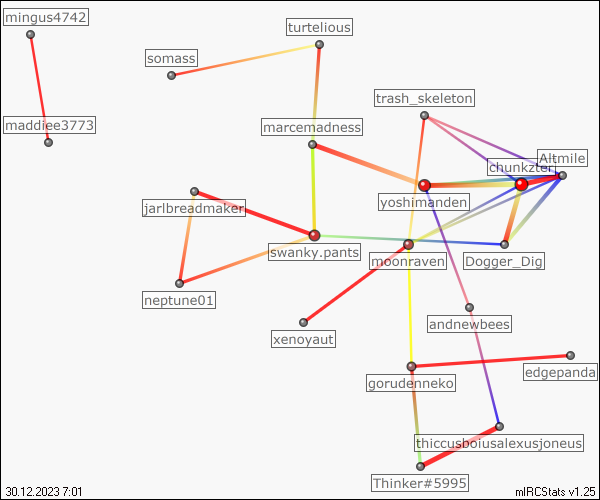 mingus4742
turtelious
somass
trash_skeleton
maddiee3773
marcemadness
Altmile
chunkzter
yoshimanden
jarlbreadmaker
swanky.pants
moonraven
Dogger_Dig
neptune01
andnewbees
xenoyaut
edgepanda
gorudenneko
thiccusboiusalexusjoneus
Thinker#5995
30.12.2023 7:01
mIRCStats v1.25